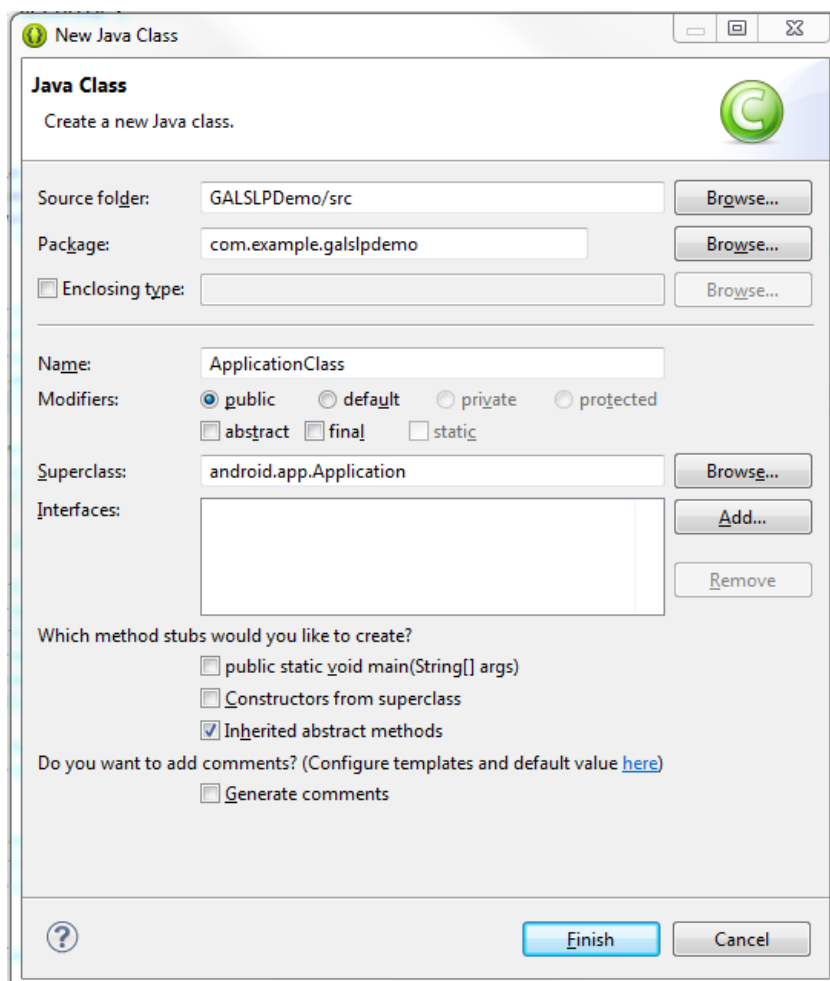 New Java Class
Java Class
Create a new Java class.
Source folder: GALSLPDemo/src Browse...
Package: com.example.galslpdemo Browse...
Enclosing type: Browse...
Name: ApplicationClass
Modifiers: public default private protected
abstract final static
Superclass: android.app.Application Browse...
Interfaces: Add...
Remove
Which method stubs would you like to create?
public static void main(String[] args)
Constructors from superclass
Inherited abstract methods
Do you want to add comments? (Configure templates and default value here)
Generate comments
? Finish Cancel